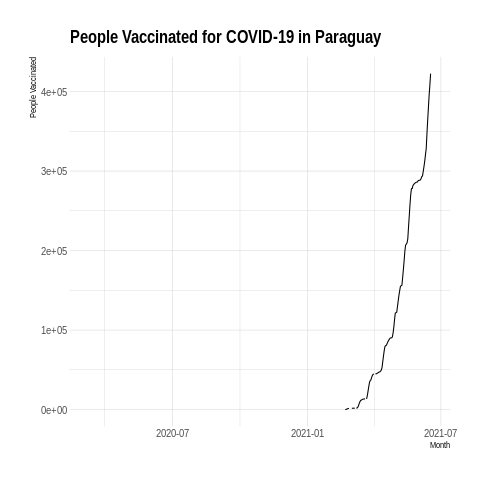 People Vaccinated for COVID-19 in Paraguay
People Vaccinated
4e+05
3e+05
2e+05
1e+05
0e+00
2020-07
2021-01
2021-07
Month